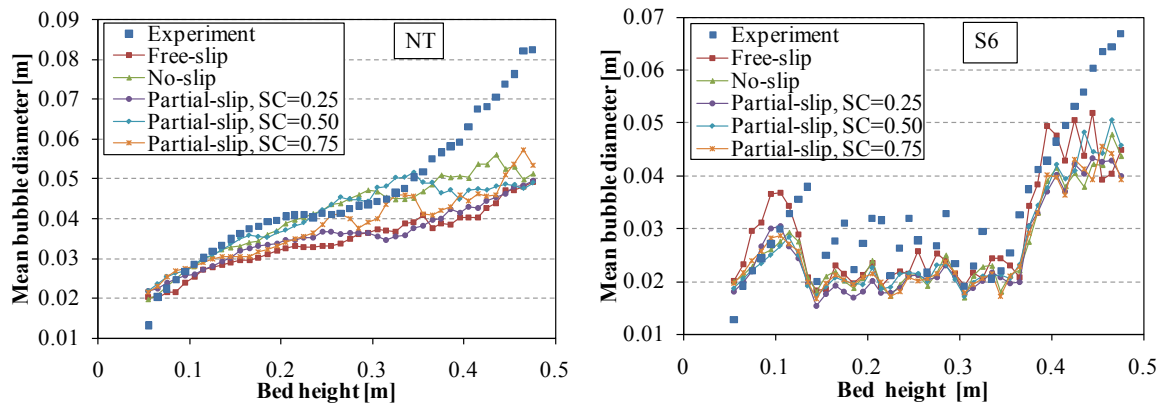 0.09
0.08
0.07
0.06
0.05
0.04
0.03
0.02
0.01
Mean bubble diameter [m]
Experiment
Free-slip
No-slip
Partial-slip, SC=0.25
Partial-slip, SC=0.50
Partial-slip, SC=0.75
NT
0 0.1 0.2 0.3 0.4 0.5
Bed height [m]
0.07
0.06
0.05
0.04
0.03
0.02
0.01
Mean bubble diameter [m]
Experiment
Free-slip
No-slip
Partial-slip, SC=0.25
Partial-slip, SC=0.50
Partial-slip, SC=0.75
S6
0 0.1 0.2 0.3 0.4 0.5
Bed height [m]